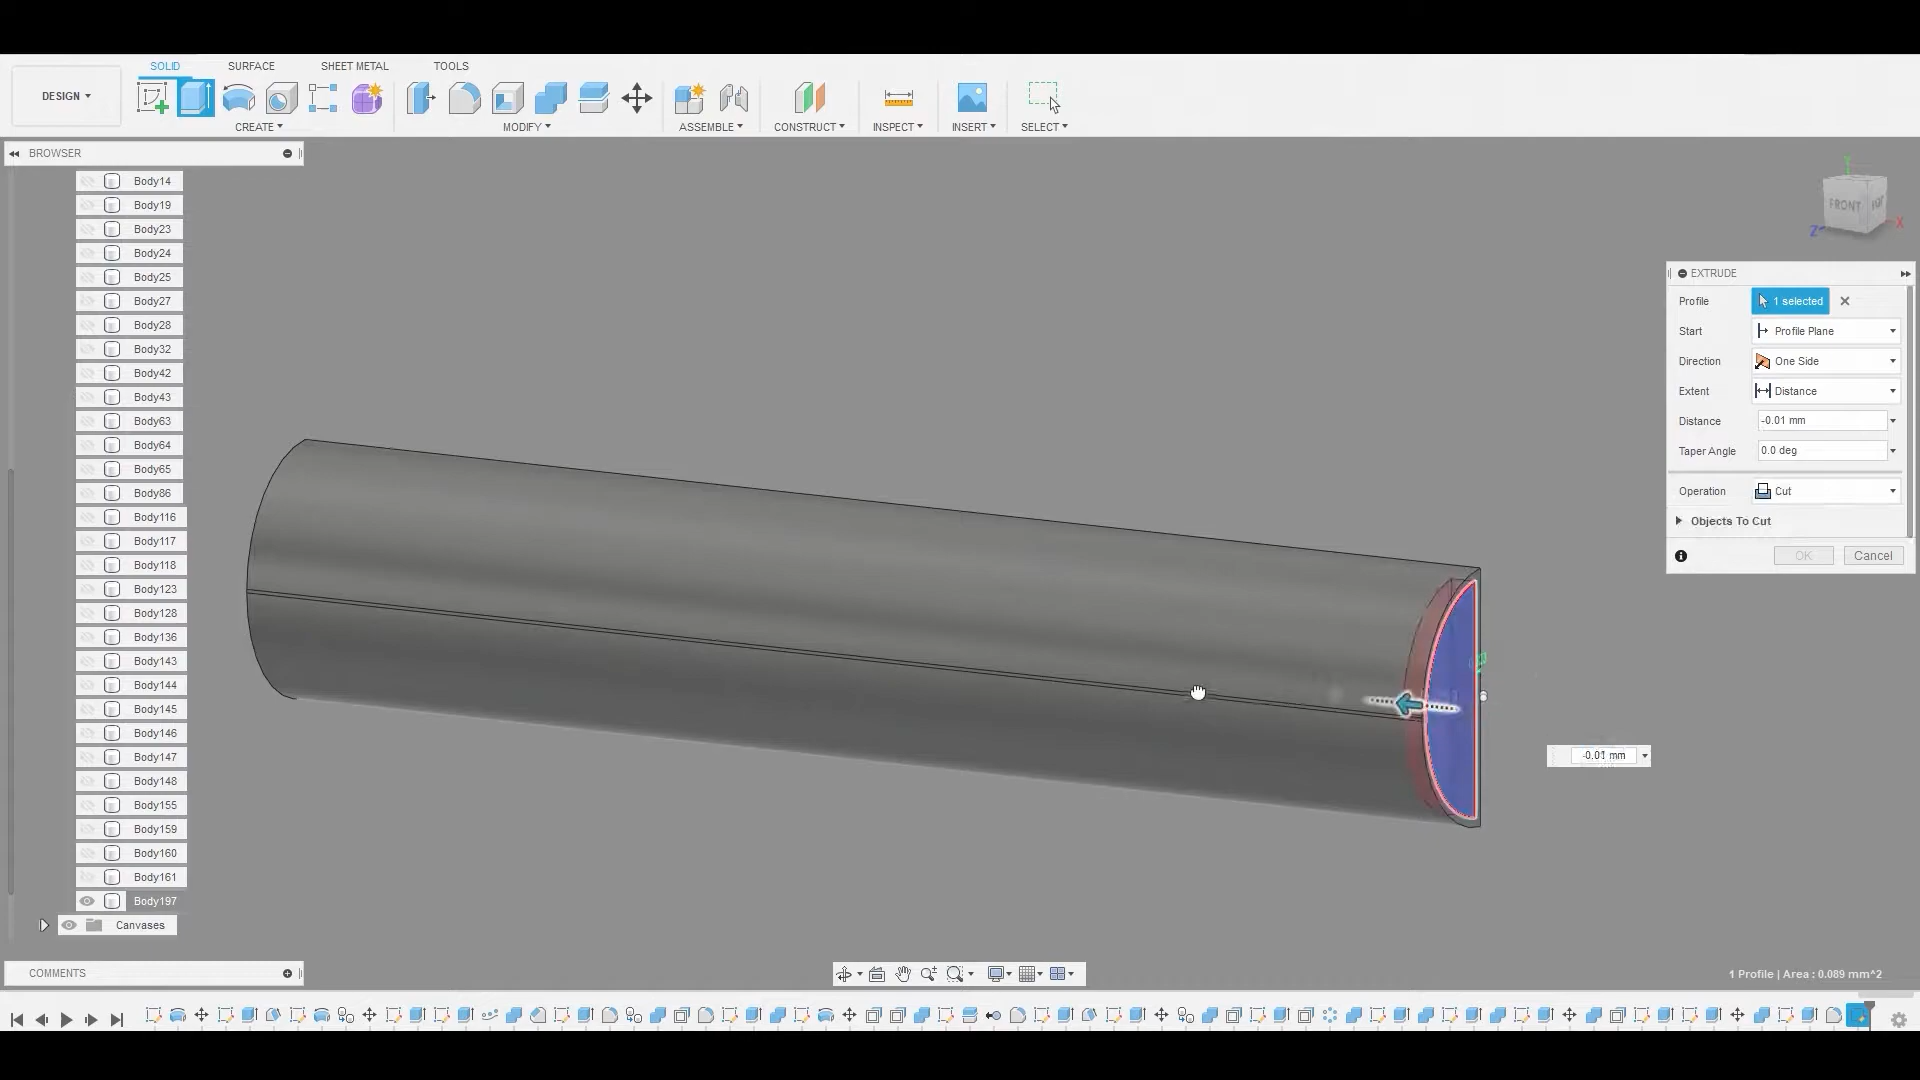 SOLID SURFACE SHEET METAL TOOLS
DESIGN
CREATE MODIFY ASSEMBLE CONSTRUCT INSPECT INSERT SELECT
BROWSER
Body14
Body19
Body23
Body24
Body25
Body27
Body28
Body32
Body42
Body43
Body63
Body64
Body65
Body86
Body116
Body117
Body118
Body123
Body128
Body136
Body143
Body144
Body145
Body146
Body147
Body148
Body155
Body159
Body160
Body161
Body197
Canvases
COMMENTS
Y
FRONT
Z
X
EXTRUDE
Profile 1 selected
Start Profile Plane
Direction One Side
Extent Distance
Distance -0.01 mm
Taper Angle 0.0 deg
Operation Cut
Objects To Cut
OK Cancel
-0.01 mm
1 Profile | Area : 0.089 mm^2